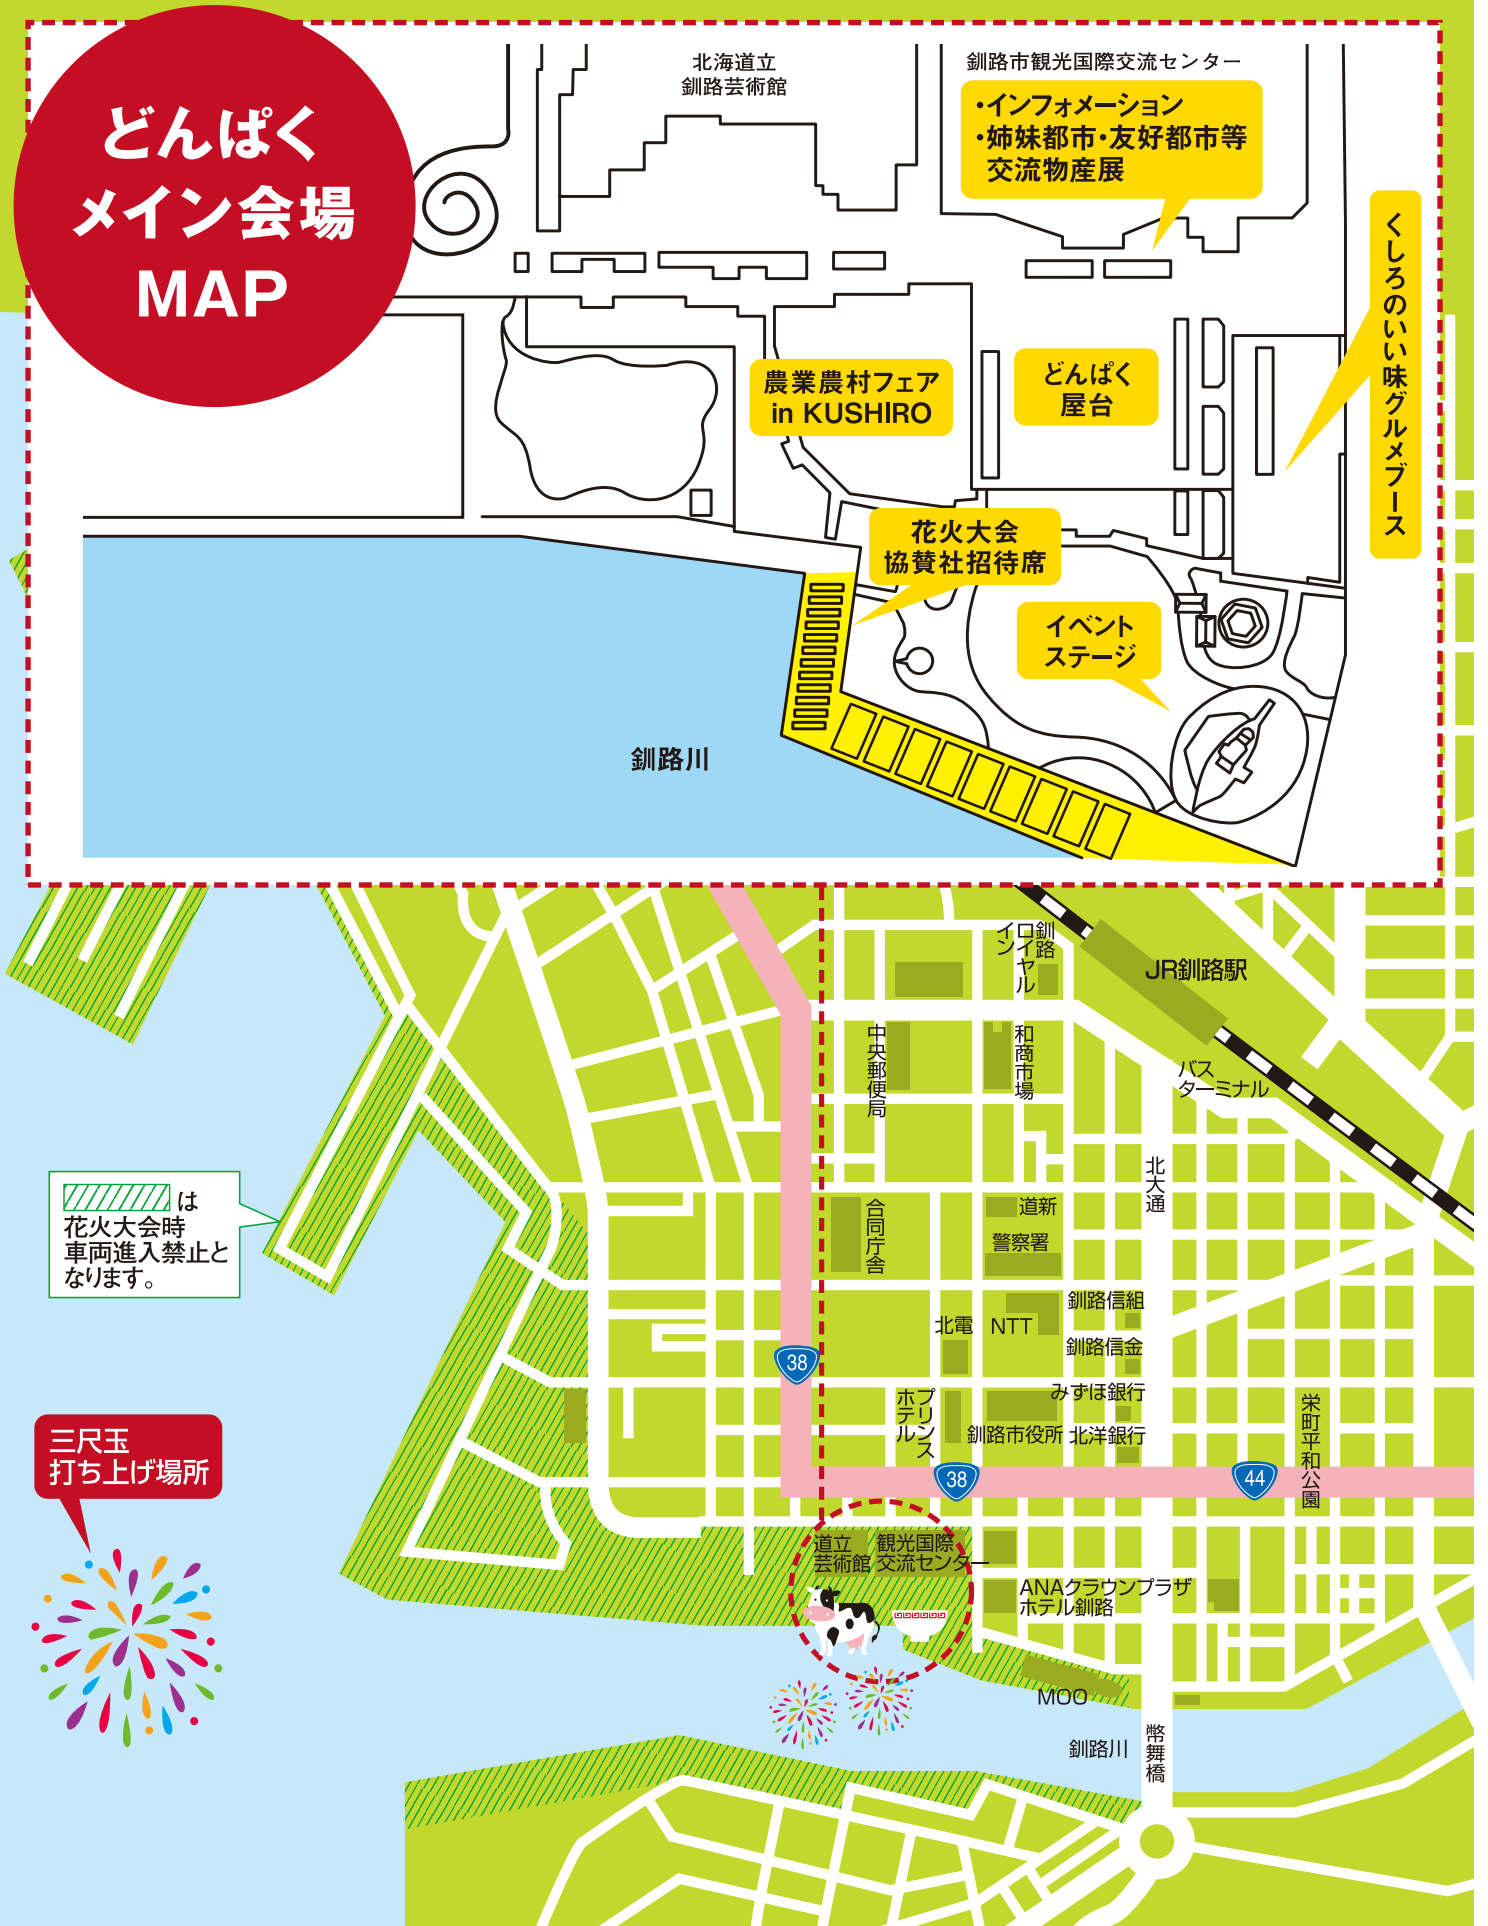 どんぱく
メイン会場
MAP
北海道立
釧路芸術館
釧路市観光国際交流センター
・インフォメーション
・姉妹都市・友好都市等
交流物産展
くしろのいい味グルメブース
農業農村フェア
in KUSHIRO
どんぱく
屋台
花火大会
協賛社招待席
イベント
ステージ
釧路川
釧路
ロイヤル
イン
JR釧路駅
中央郵便局
和商市場
バス
ターミナル
北大通
は
花火大会時
車両進入禁止と
なります。
合同庁舎
道新
警察署
釧路信組
北電
NTT
釧路信金
38
みずほ銀行
プリンス
ホテル
釧路市役所
北洋銀行
栄町平和公園
三尺玉
打ち上げ場所
38
44
道立
芸術館
観光国際
交流センター
ANAクラウンプラザ
ホテル釧路
MOO
釧路川
幣舞橋